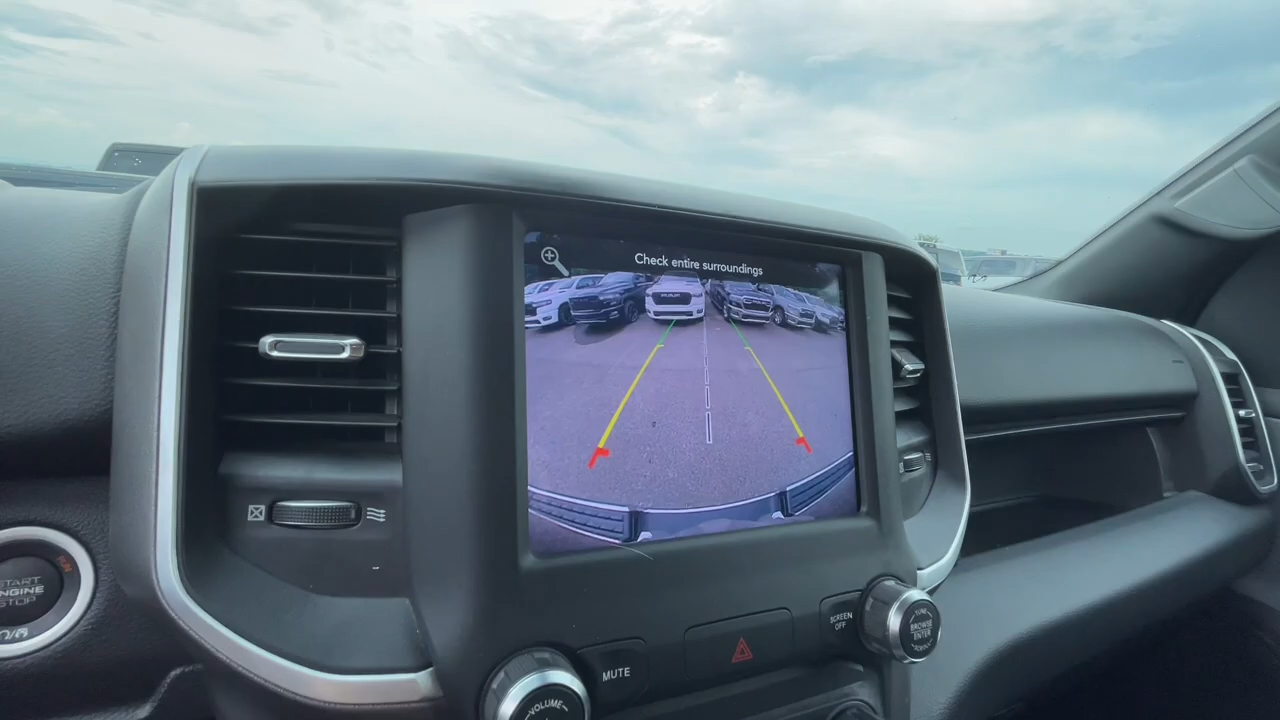 Check entire surroundings
START
ENGINE
STOP
MUTE
VOLUME
SCREEN
OFF
TUNE
BROWSE
ENTER